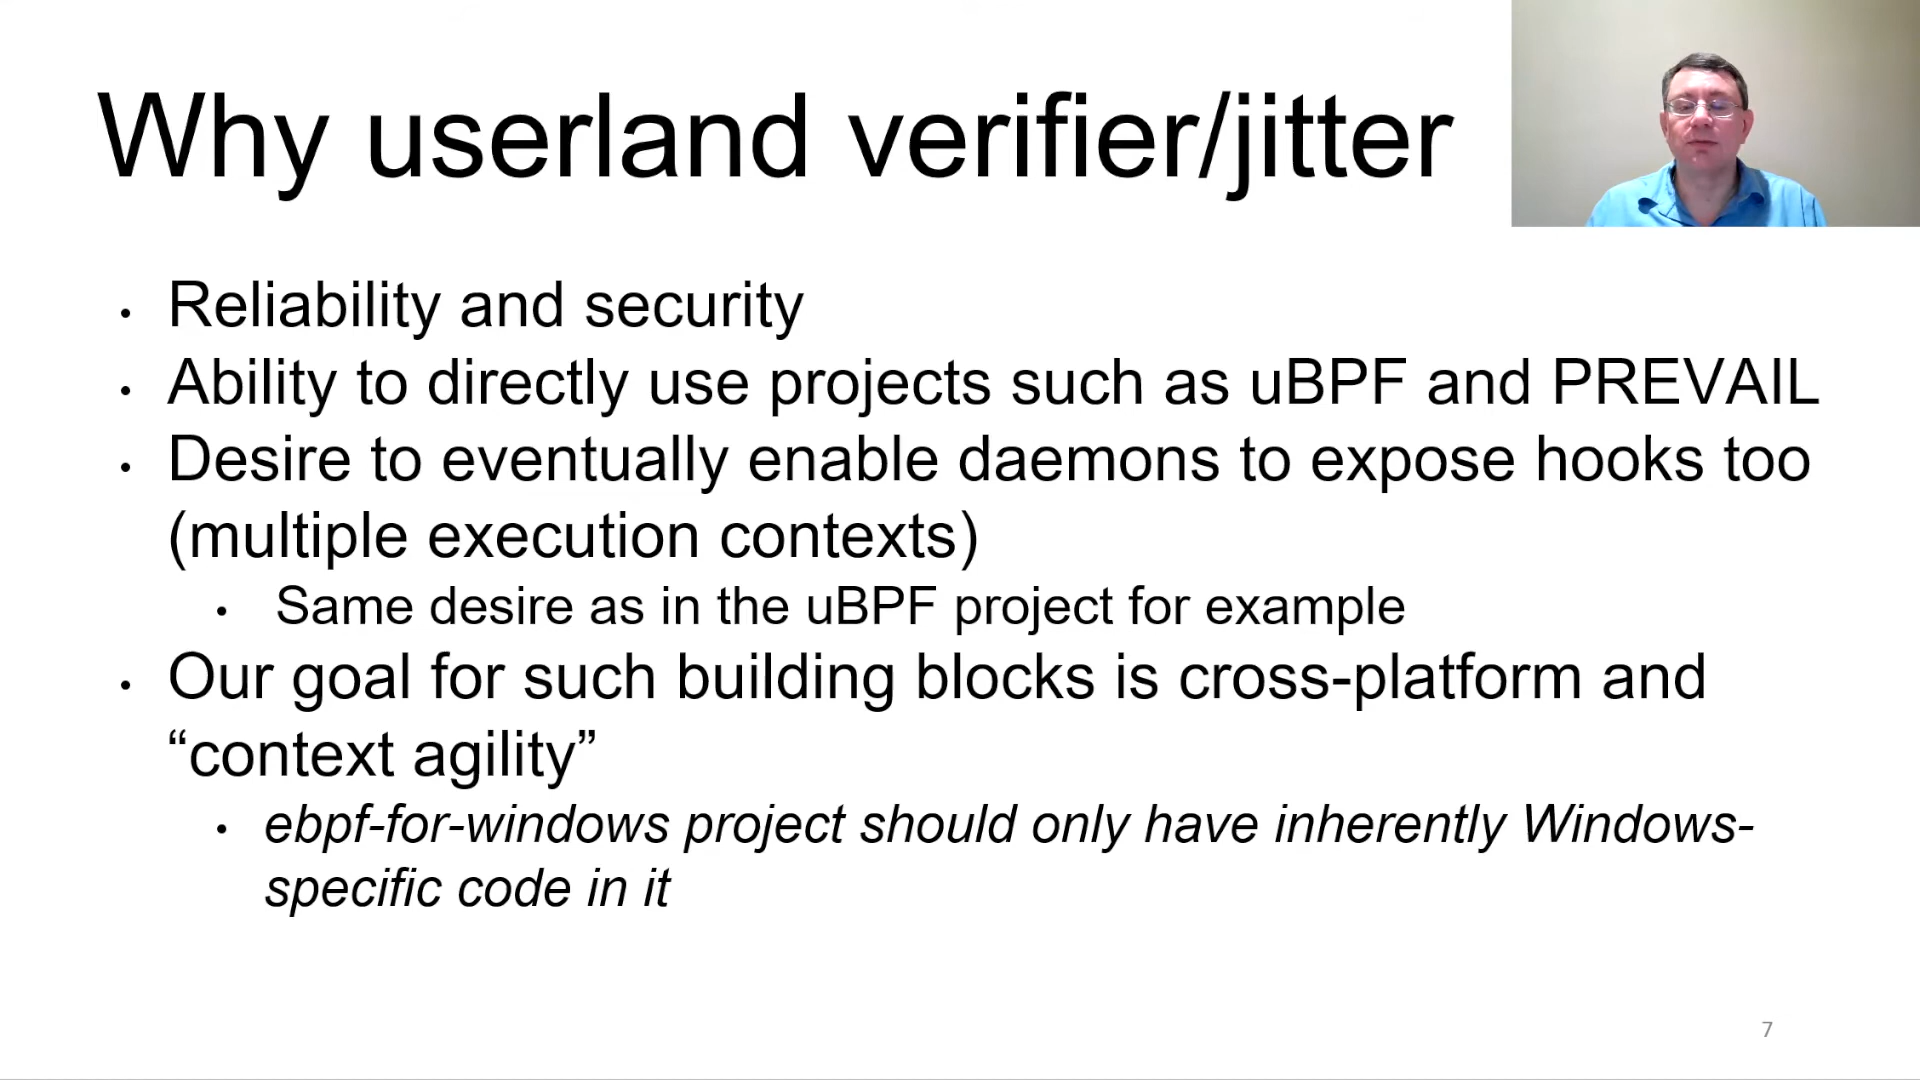 Why userland verifier/jitter
• Reliability and security
• Ability to directly use projects such as uBPF and PREVAIL
• Desire to eventually enable daemons to expose hooks too
(multiple execution contexts)
• Same desire as in the uBPF project for example
• Our goal for such building blocks is cross-platform and
“context agility”
• ebpf-for-windows project should only have inherently Windows-
specific code in it
7